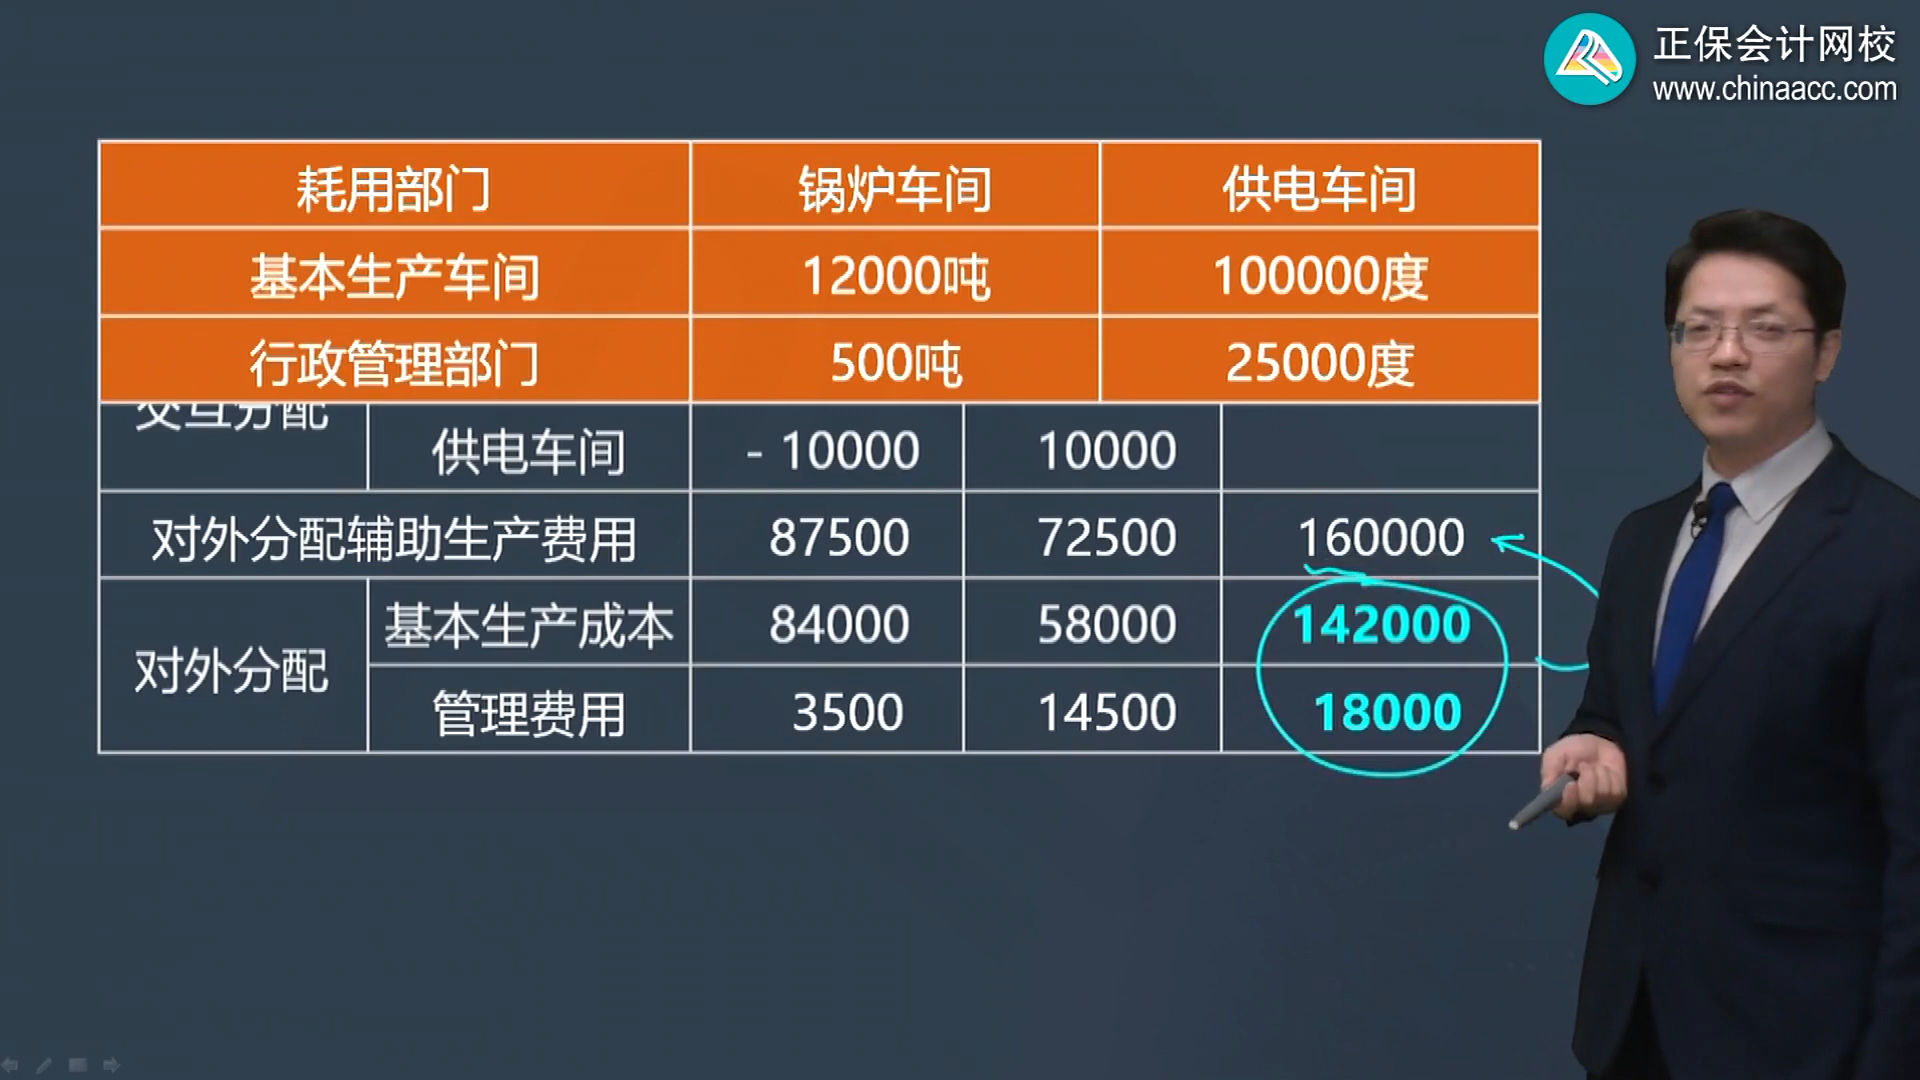 正保会计网校
www.chinaacc.com
耗用部门 锅炉车间 供电车间
基本生产车间 12000吨 100000度
行政管理部门 500吨 25000度
交互分配 供电车间 - 10000 10000
对外分配辅助生产费用 87500 72500 160000
对外分配 基本生产成本 84000 58000 142000
管理费用 3500 14500 18000